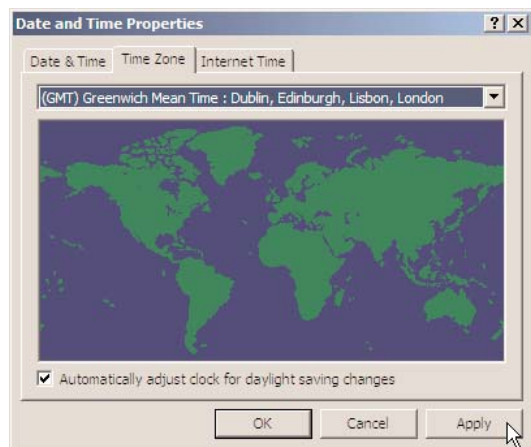 Date and Time Properties
Date & Time Time Zone Internet Time
(GMT) Greenwich Mean Time : Dublin, Edinburgh, Lisbon, London
Automatically adjust clock for daylight saving changes
OK Cancel Apply